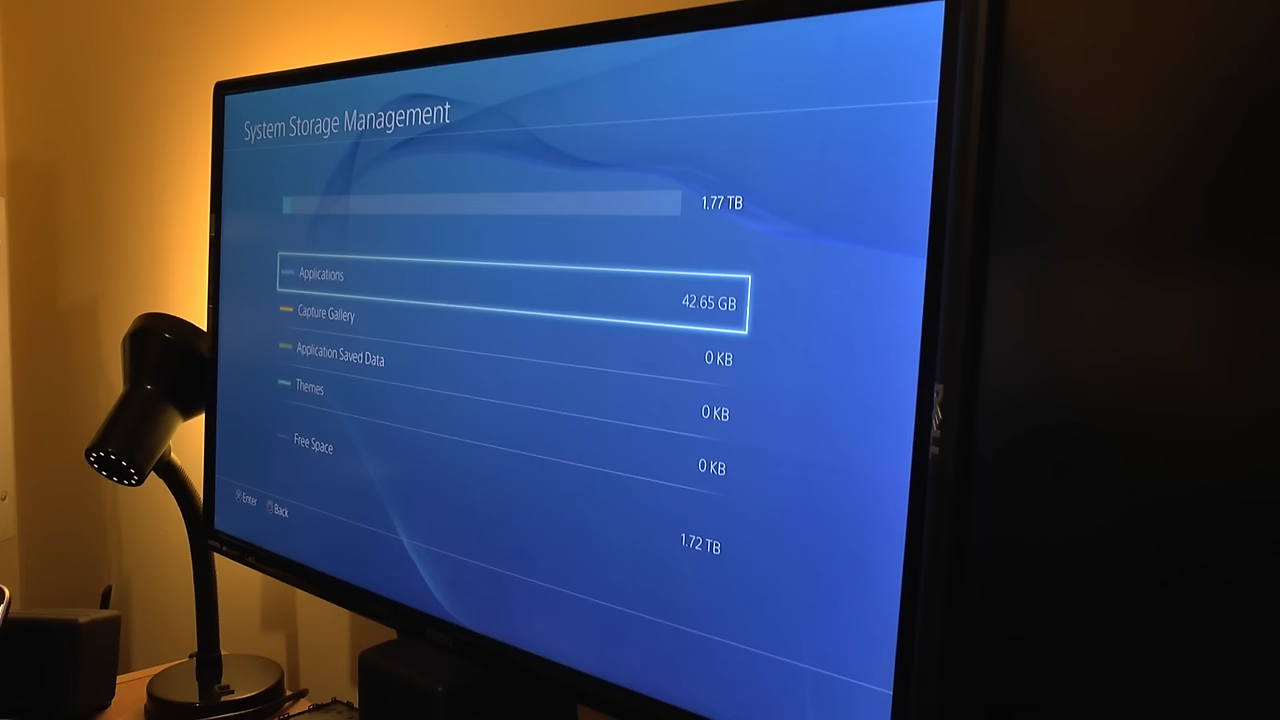 System Storage Management
1.77 TB
Applications 42.65 GB
Capture Gallery 0 KB
Application Saved Data 0 KB
Themes 0 KB
Free Space 1.72 TB
Enter Back